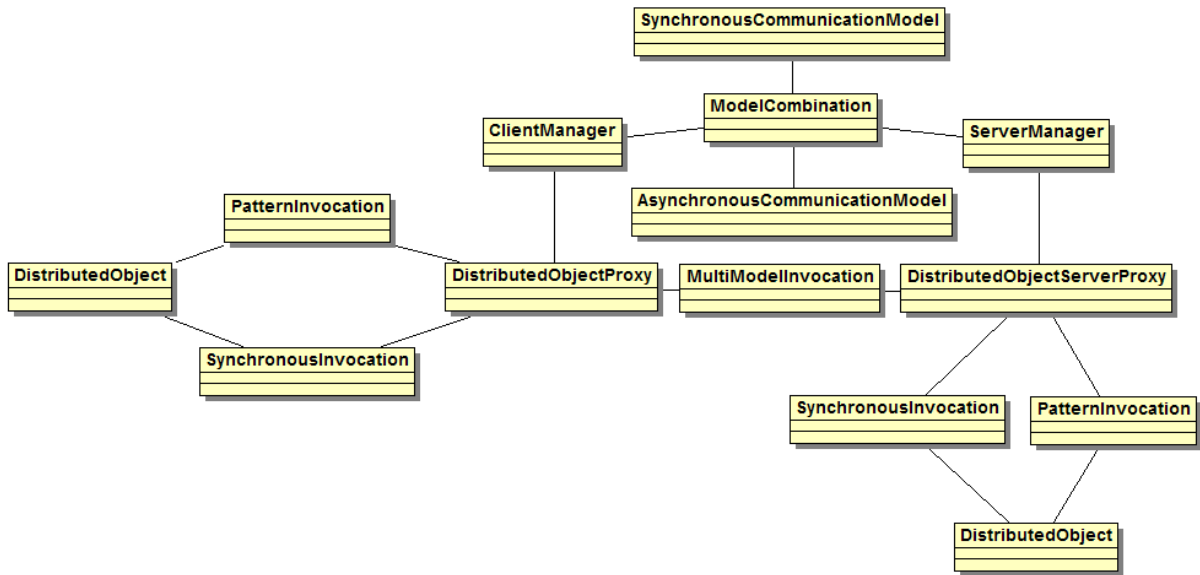 SynchronousCommunicationModel
ModelCombination
ClientManager
ServerManager
AsynchronousCommunicationModel
PatternInvocation
DistributedObject
DistributedObjectProxy
MultiModelInvocation
DistributedObjectServerProxy
SynchronousInvocation
SynchronousInvocation
PatternInvocation
DistributedObject